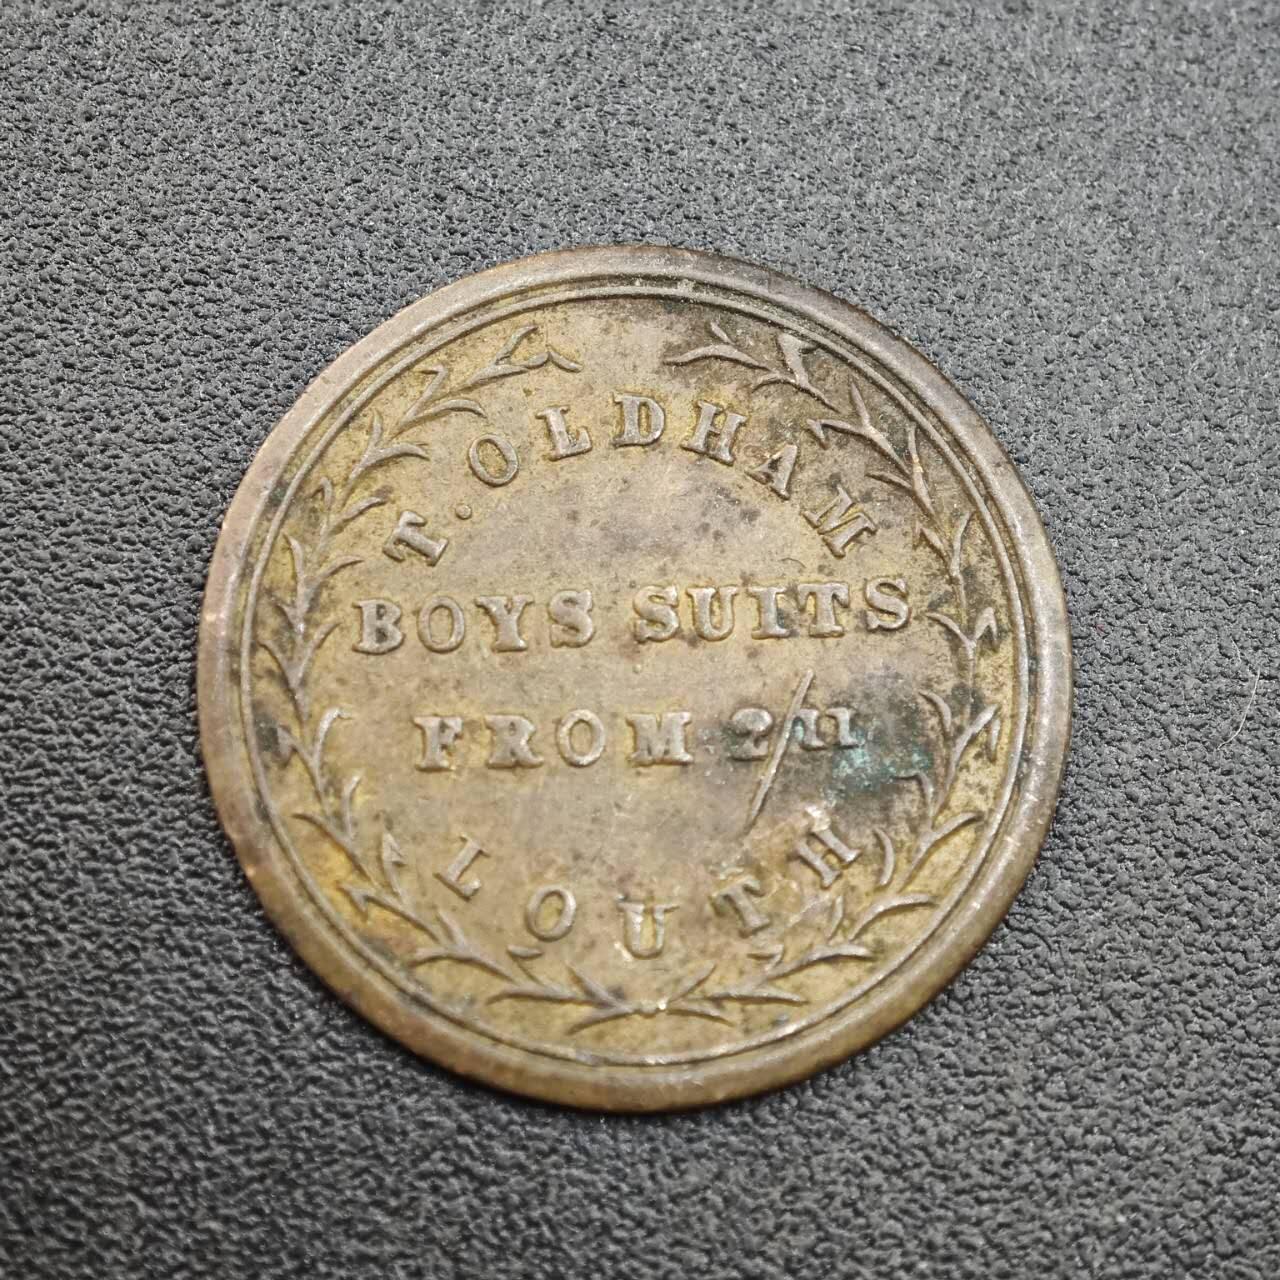 T. OLDHAM
BOYS SUITS
FROM 2/11
LOUTH